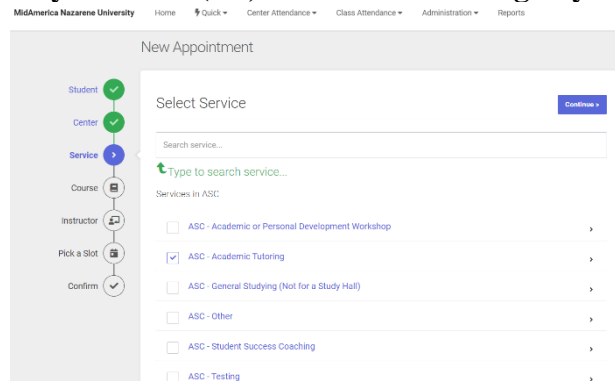 MidAmerica Nazarene University Home Quick Center Attendance Class Attendance Administration Reports
New Appointment
Student
Center
Service
Course
Instructor
Pick a Slot
Confirm
Select Service
Continue »
Search service...
Type to search service...
Services in ASC
ASC - Academic or Personal Development Workshop
ASC - Academic Tutoring
ASC - General Studying (Not for a Study Hall)
ASC - Other
ASC - Student Success Coaching
ASC - Testing